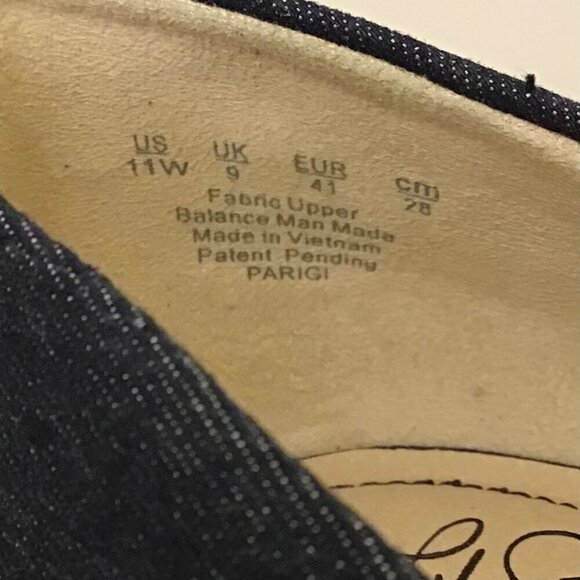 US UK EUR cm
11W 9 41 28
Fabric Upper
Balance Man Made
Made in Vietnam
Patent Pending
PARIGI